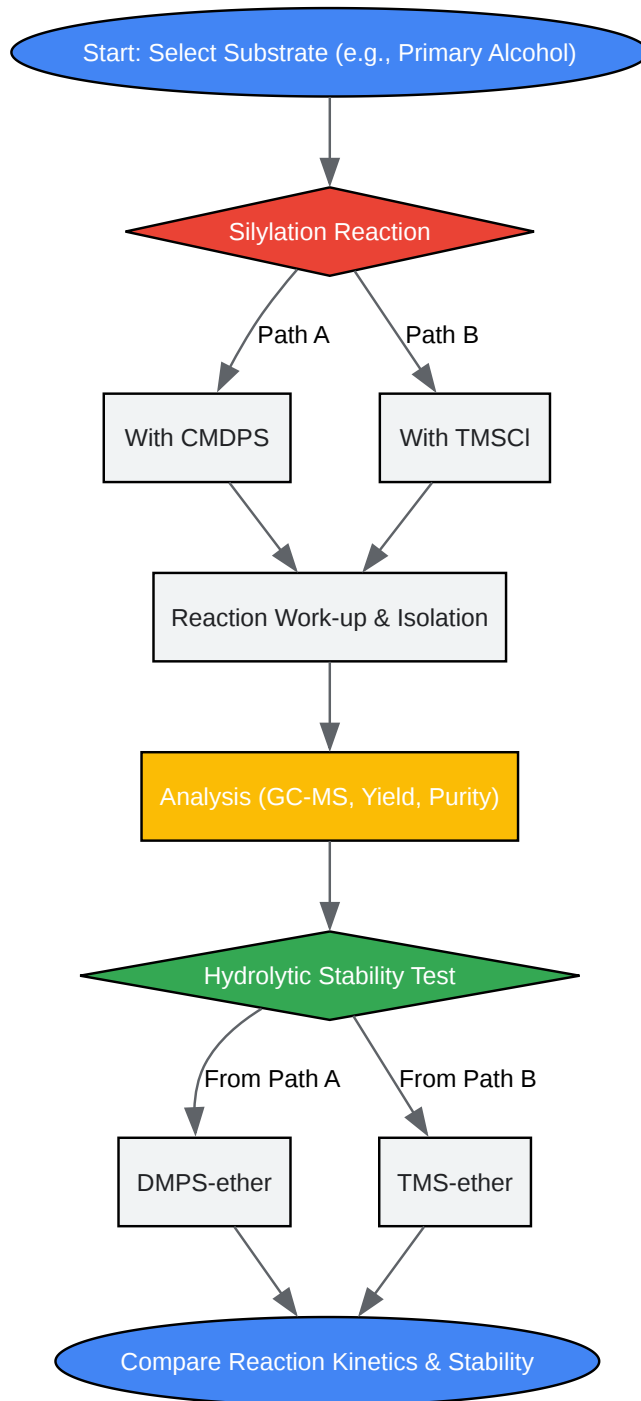 Start: Select Substrate (e.g., Primary Alcohol)
Silylation Reaction
Path A
Path B
With CMDPS
With TMSCl
Reaction Work-up & Isolation
Analysis (GC-MS, Yield, Purity)
Hydrolytic Stability Test
From Path A
From Path B
DMPS-ether
TMS-ether
Compare Reaction Kinetics & Stability